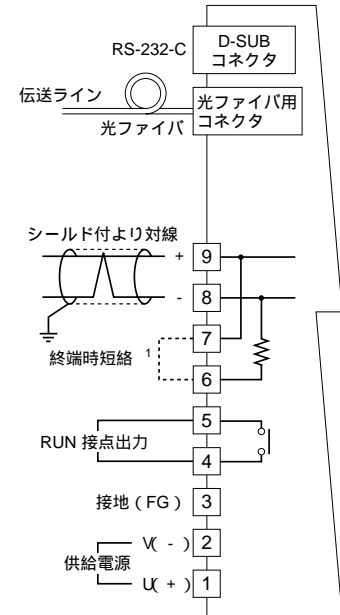 RS-232-C
D-SUB
コネクタ
伝送ライン
光ファイバ
光ファイバ用
コネクタ
シールド付より対線
+ 9
- 8
7
終端時短絡 1
6
5
RUN 接点出力
4
接地(FG) 3
V( - ) 2
供給電源
U( + ) 1